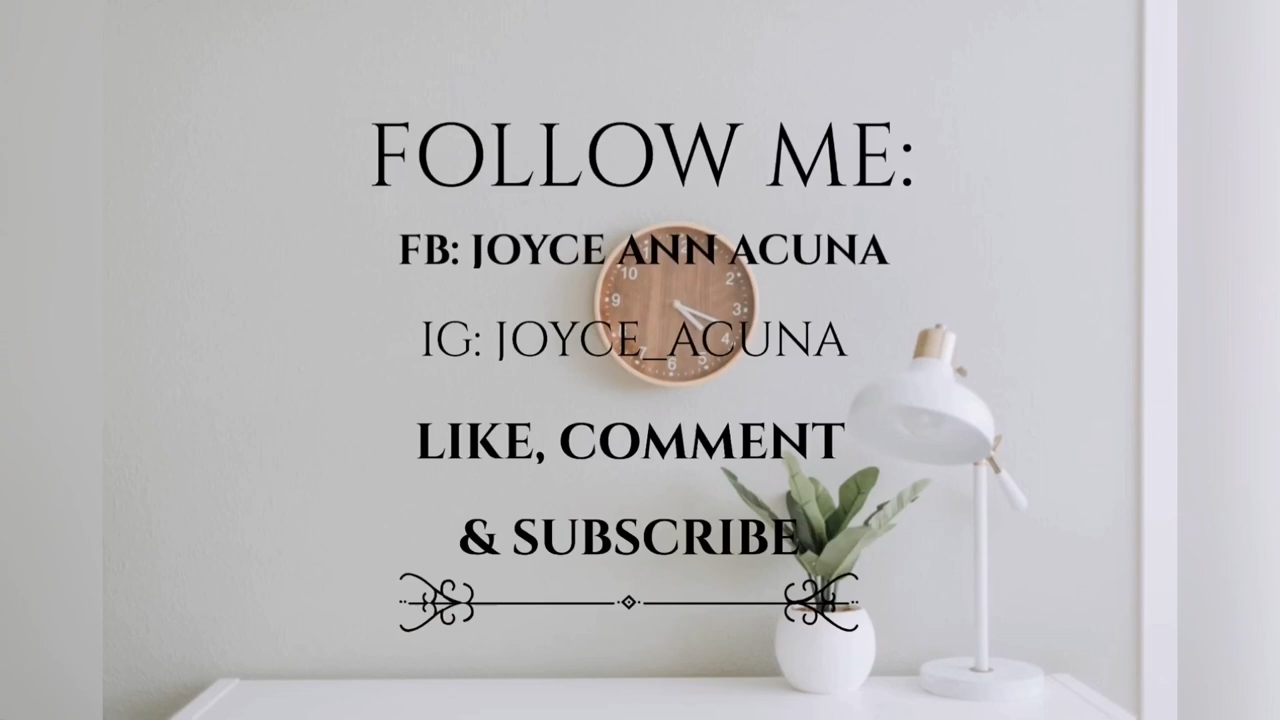 FOLLOW ME:
FB: JOYCE ANN ACUNA
IG: JOYCE_ACUNA
LIKE, COMMENT
& SUBSCRIBE